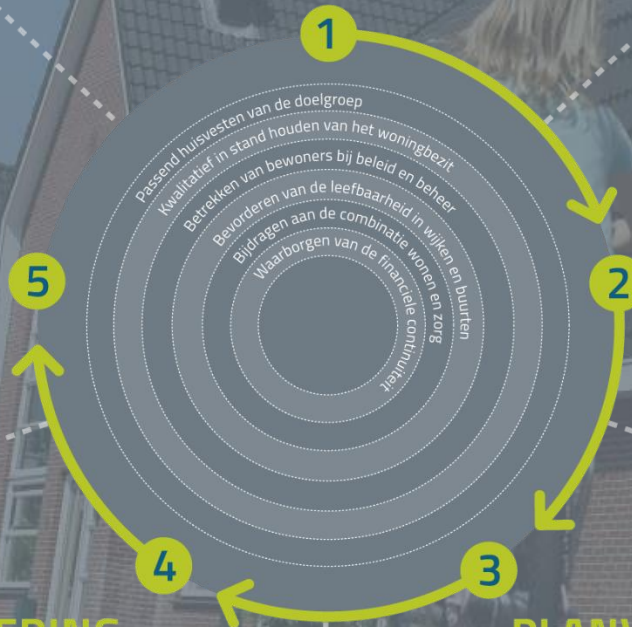 1
Passend huisvesten van de doelgroep
Kwalitatief in stand houden van het woningbezit
Betrekken van bewoners bij beleid en beheer
Bevorderen van de leefbaarheid in wijken en buurten
Bijdragen aan de combinatie wonen en zorg
Waarborgen van de financiele continuiteit
5
2
4
3